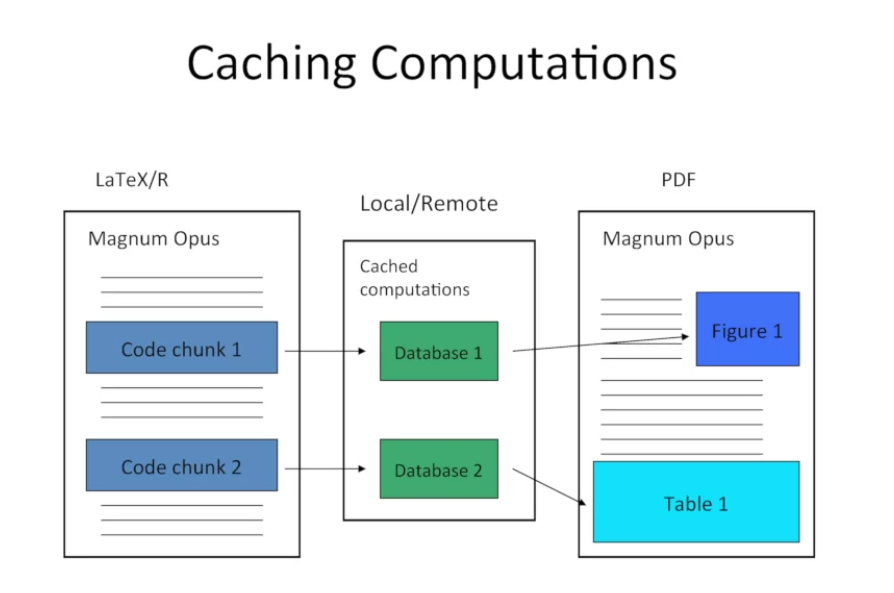 Caching Computations
LaTeX/R
Magnum Opus
Code chunk 1
Code chunk 2
Local/Remote
Cached
computations
Database 1
Database 2
PDF
Magnum Opus
Figure 1
Table 1